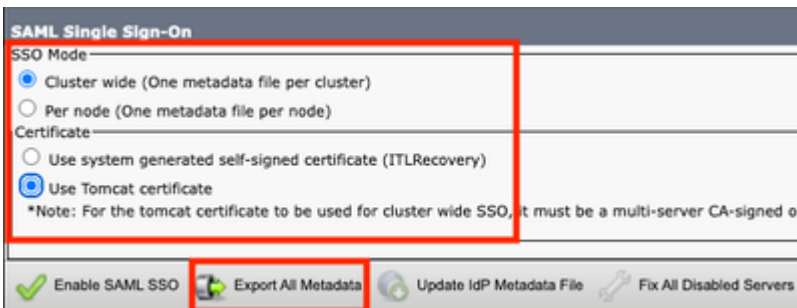 SAML Single Sign-On
SSO Mode
Cluster wide (One metadata file per cluster)
Per node (One metadata file per node)
Certificate
Use system generated self-signed certificate (ITLRecovery)
Use Tomcat certificate
*Note: For the tomcat certificate to be used for cluster wide SSO, it must be a multi-server CA-signed o
Enable SAML SSO Export All Metadata Update IdP Metadata File Fix All Disabled Servers